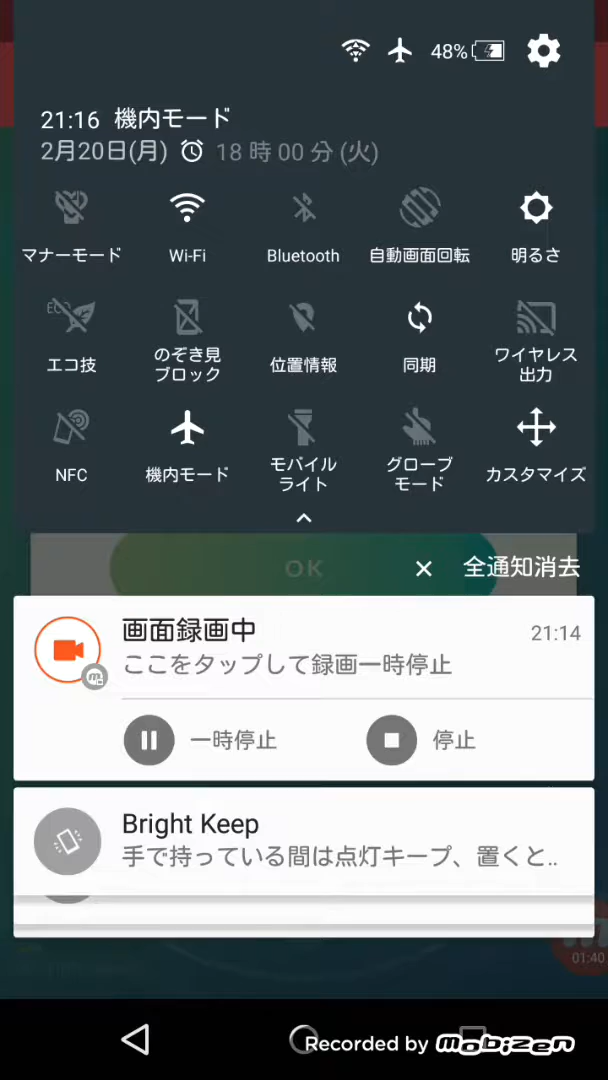 48%
21:16 機内モード
2月20日(月) 18時00分(火)
マナーモード Wi-Fi Bluetooth 自動画面回転 明るさ
エコ技 のぞき見ブロック 位置情報 同期 ワイヤレス出力
NFC 機内モード モバイルライト グローブモード カスタマイズ
OK
× 全通知消去
画面録画中 21:14
ここをタップして録画一時停止
一時停止 停止
Bright Keep
手で持っている間は点灯キープ、置くと..
01:40
Recorded by mobizen